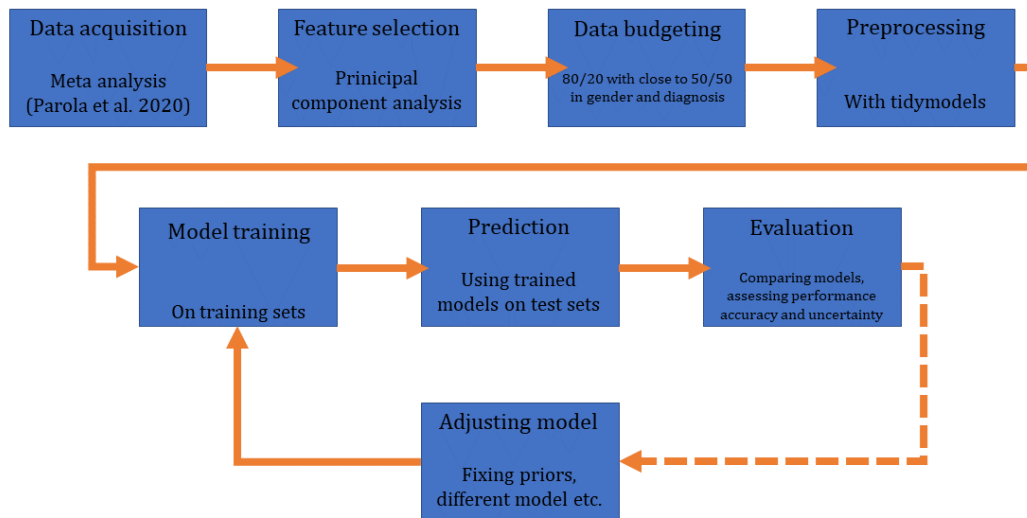 Data acquisition
Meta analysis
(Parola et al. 2020)
Feature selection
Prinicipal
component analysis
Data budgeting
80/20 with close to 50/50
in gender and diagnosis
Preprocessing
With tidymodels
Model training
On training sets
Prediction
Using trained
models on test sets
Evaluation
Comparing models,
assessing performance
accuracy and uncertainty
Adjusting model
Fixing priors,
different model etc.